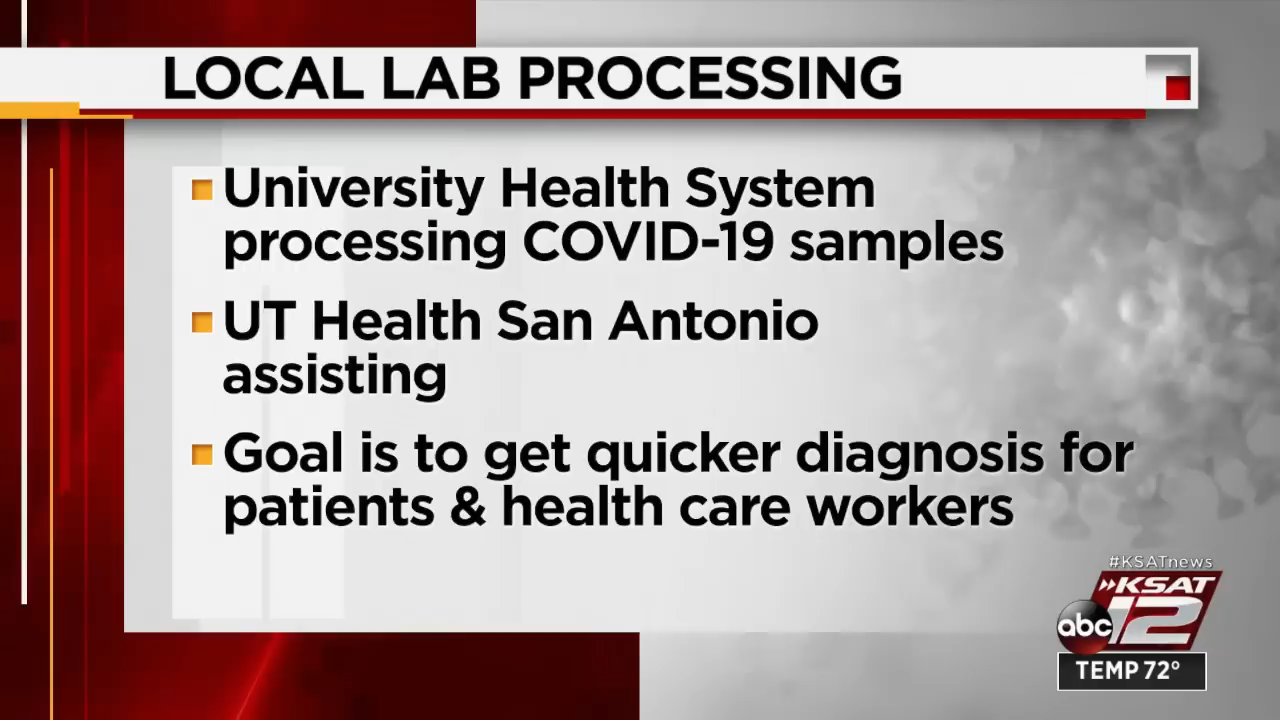 LOCAL LAB PROCESSING
University Health System
processing COVID-19 samples
UT Health San Antonio
assisting
Goal is to get quicker diagnosis for
patients & health care workers
#KSATnews
KSAT
abc 12
TEMP 72°